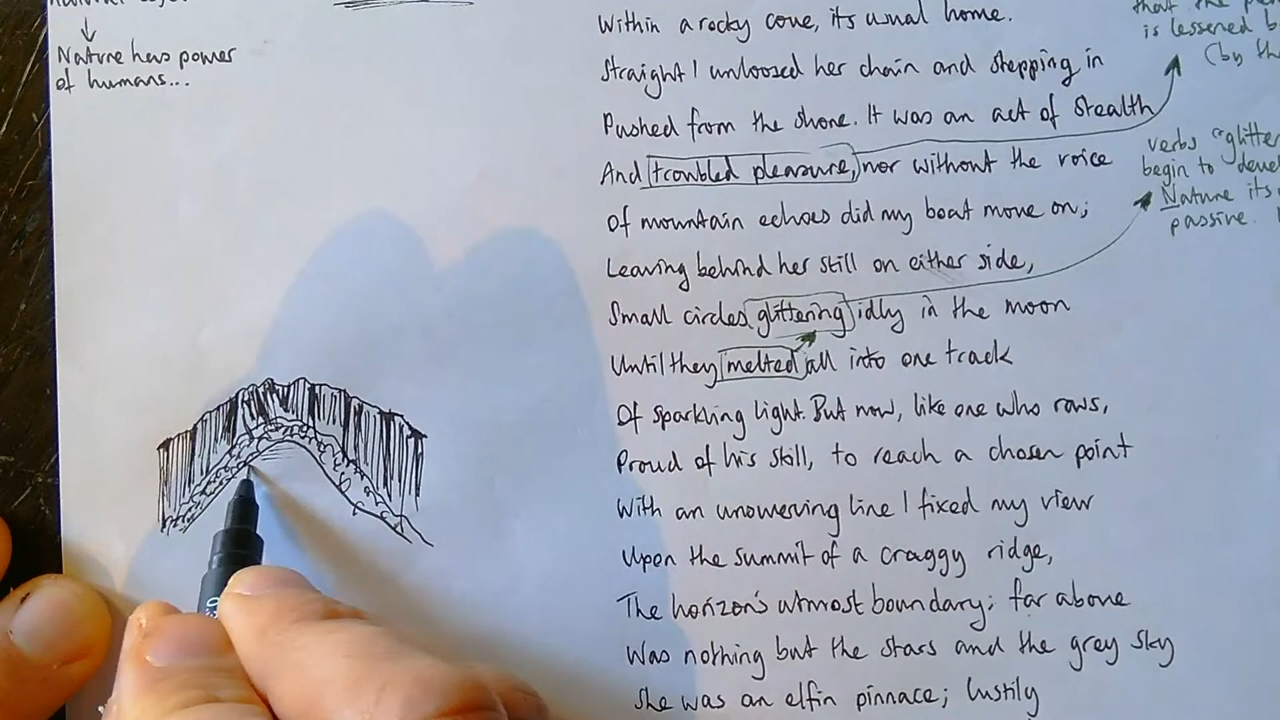 Nature has power
of humans...
Within a rocky cove, its usual home.
Straight I unloosed her chain and stepping in
Pushed from the shore. It was an act of stealth
And troubled pleasure, nor without the voice
Of mountain echoes did my boat move on;
Leaving behind her still on either side,
Small circles glittering idly in the moon
Until they melted all into one track
Of sparkling light. But now, like one who rows,
Proud of his skill, to reach a chosen point
With an unswerving line I fixed my view
Upon the summit of a craggy ridge,
The horizon's utmost boundary; far above
Was nothing but the stars and the grey sky
She was an elfin pinnace; lustily
that the
is lessened
(by
verbs "glitter
begin to
Nature its
passive.